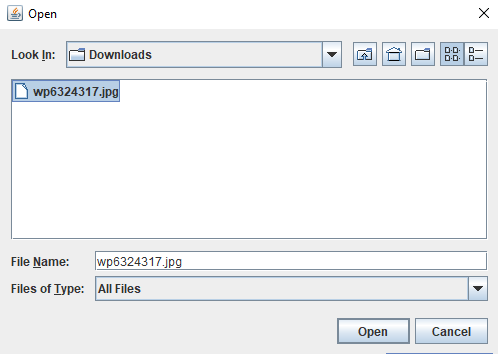 Open
Look In: Downloads
wp6324317.jpg
File Name: wp6324317.jpg
Files of Type: All Files
Open Cancel